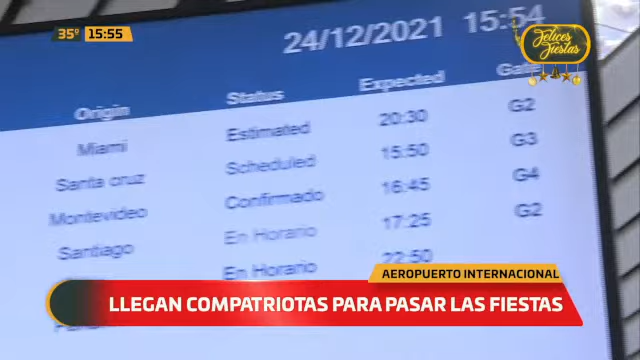 35º 15:55
Felices Fiestas
24/12/2021 15:54
Origin Status Expected Gate
Miami Estimated 20:30 G2
Santa cruz Scheduled 15:50 G3
Montevideo Confirmado 16:45 G4
Santiago En Horario 17:25 G2
En Horario 22:50
AEROPUERTO INTERNACIONAL
LLEGAN COMPATRIOTAS PARA PASAR LAS FIESTAS